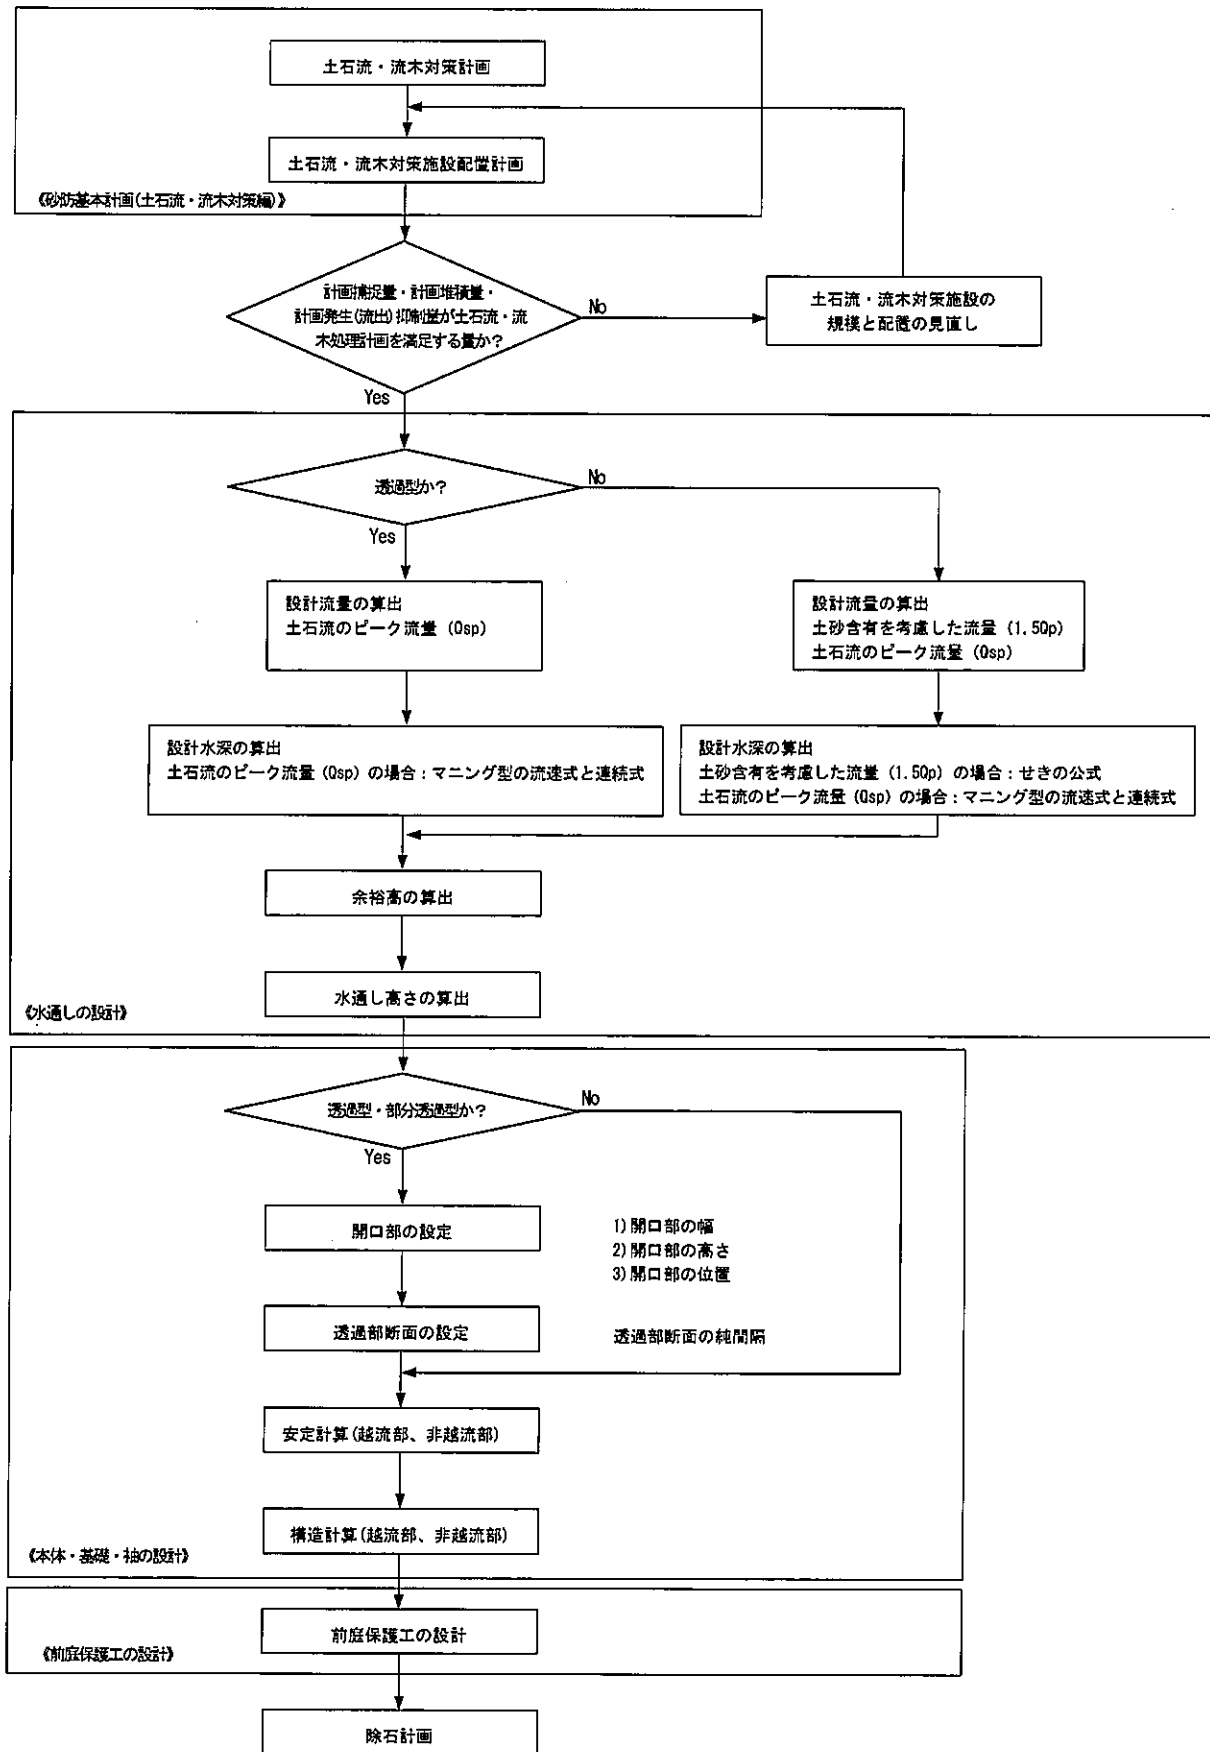 土石流・流木対策計画
土石流・流木対策施設配置計画
《砂防基本計画(土石流・流木対策編)》
計画捕捉量・計画堆積量・
計画発生(流出)抑制量が土石流・流
木処理計画を満足する量か?
No
土石流・流木対策施設の
規模と配置の見直し
Yes
透過型か?
No
Yes
設計流量の算出
土石流のピーク流量 (Qsp)
設計流量の算出
土砂含有を考慮した流量 (1.5Qp)
土石流のピーク流量 (Qsp)
設計水深の算出
土石流のピーク流量 (Qsp) の場合：マニング型の流速式と連続式
設計水深の算出
土砂含有を考慮した流量 (1.5Qp) の場合：せきの公式
土石流のピーク流量 (Qsp) の場合：マニング型の流速式と連続式
余裕高の算出
水通し高さの算出
《水通しの設計》
透過型・部分透過型か?
No
Yes
開口部の設定
1)開口部の幅
2)開口部の高さ
3)開口部の位置
透過部断面の設定
透過部断面の純間隔
安定計算(越流部、非越流部)
構造計算(越流部、非越流部)
《本体・基礎・袖の設計》
前庭保護工の設計
《前庭保護工の設計》
除石計画